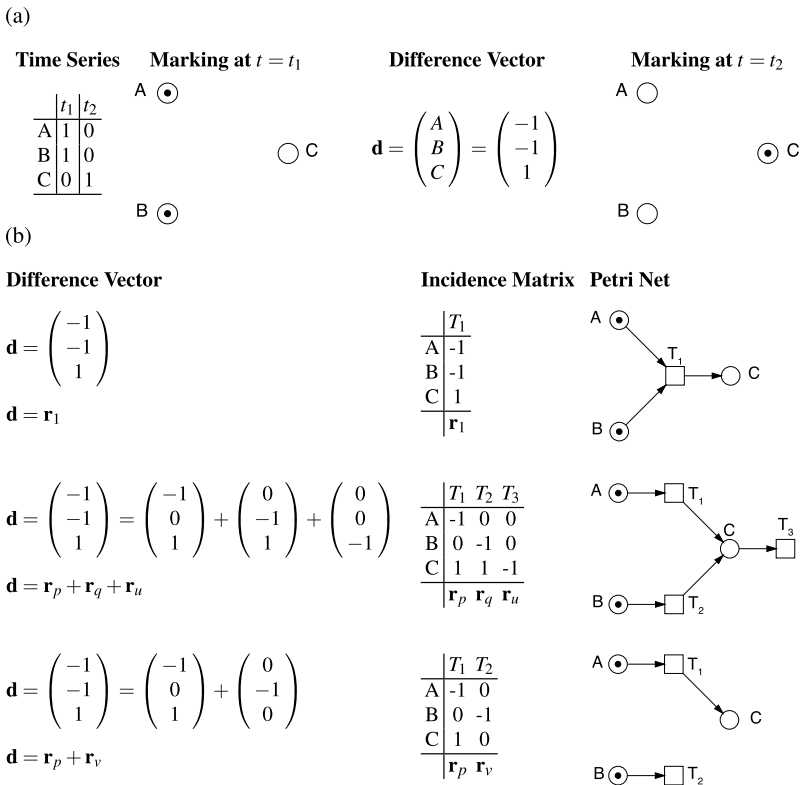 (a)
Time Series Marking at t = t₁ Difference Vector Marking at t = t₂
t₁ t₂
A 1 0
B 1 0
C 0 1
A
B
C
d = (A B C) = (−1 −1 1)
A
B
C
(b)
Difference Vector Incidence Matrix Petri Net
d = (−1 −1 1)
d = r₁
T₁
A -1
B -1
C 1
r₁
A
B
T₁
C
d = (−1 −1 1) = (−1 0 1) + (0 −1 1) + (0 0 −1)
d = rₚ + r_q + rᵤ
T₁ T₂ T₃
A -1 0 0
B 0 -1 0
C 1 1 -1
rₚ r_q rᵤ
A T₁
C T₃
B T₂
d = (−1 −1 1) = (−1 0 1) + (0 −1 0)
d = rₚ + rᵥ
T₁ T₂
A -1 0
B 0 -1
C 1 0
rₚ rᵥ
A T₁
C
B T₂